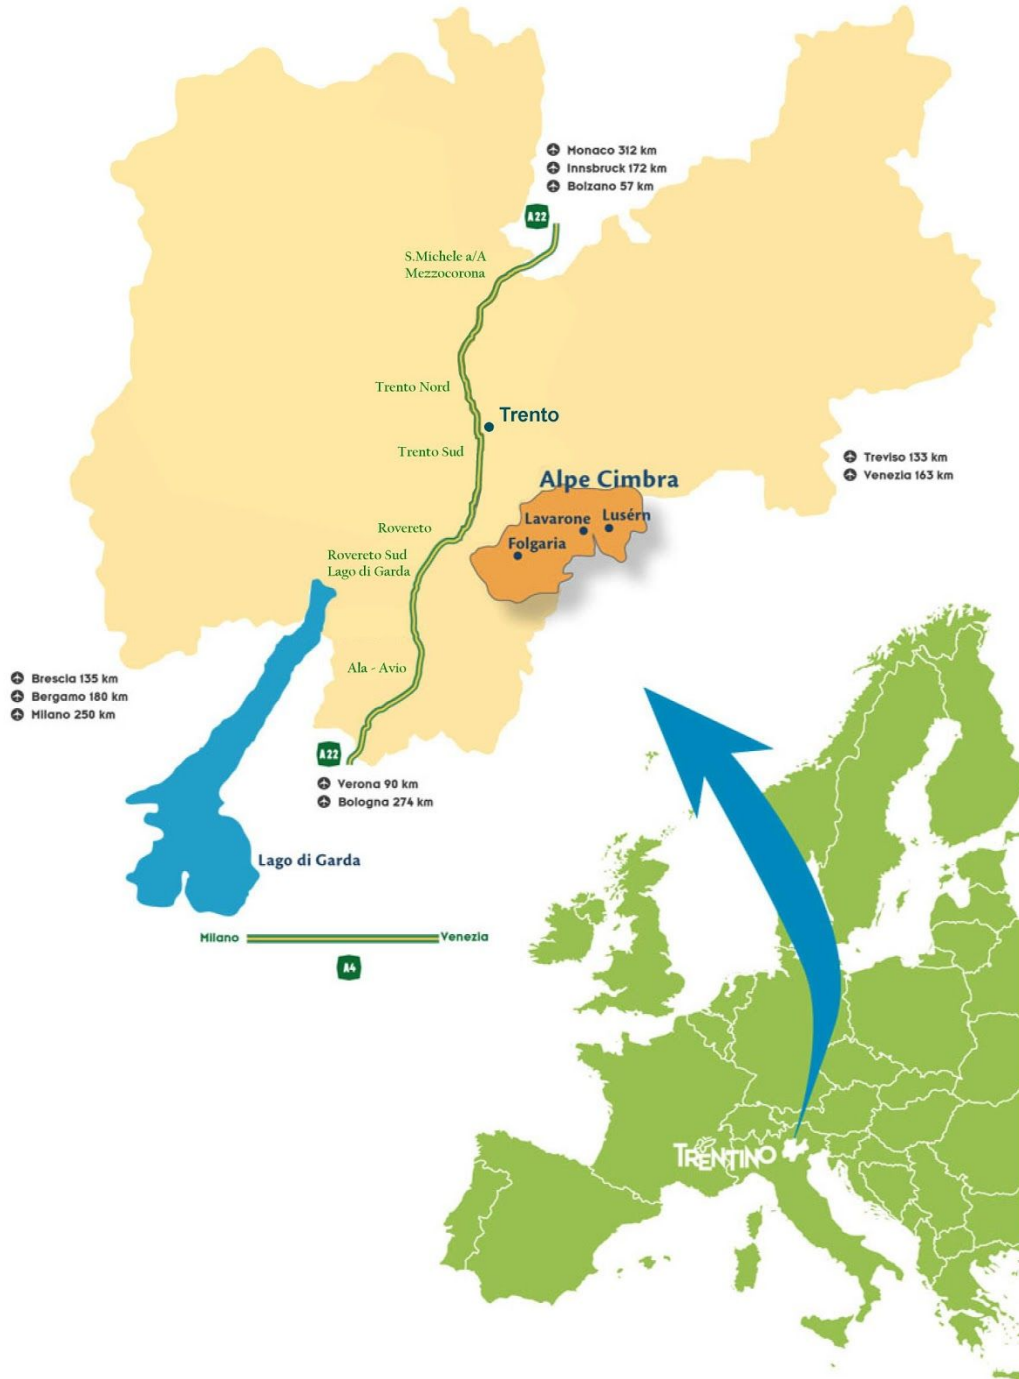 Monaco 312 km
Innsbruck 172 km
Bolzano 57 km
A22
S.Michele a/A
Mezzocorona
Trento Nord
Trento
Trento Sud
Treviso 133 km
Venezia 163 km
Alpe Cimbra
Lavarone
Lusérn
Folgaria
Rovereto
Rovereto Sud
Lago di Garda
Ala - Avio
Brescia 135 km
Bergamo 180 km
Milano 250 km
A22
Verona 90 km
Bologna 274 km
Lago di Garda
Milano
Venezia
A4
TRENTINO